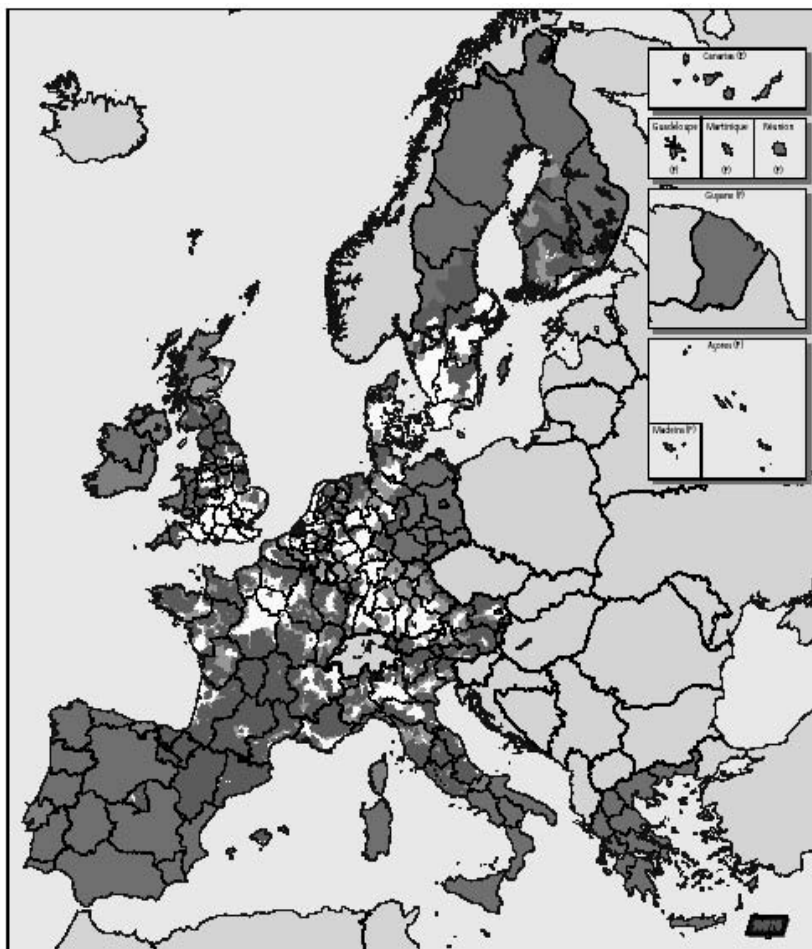 Canarias (E)
Guadeloupe
Martinique
Réunion
(F)
(F)
(F)
Guyane (F)
Açores (P)
Madeira (P)